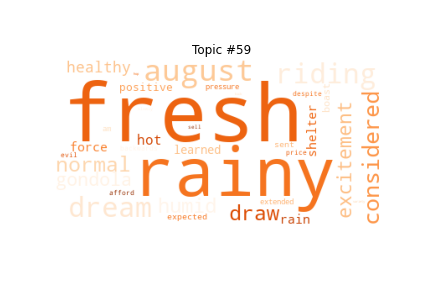 Topic #59
healthy
august
riding
positive
pressure
despite
fresh
boast
excitement
considered
shelter
force
hot
learned
sell
sent
price
evil
normal
rainy
gondola
afford
dream
humid
extended
expected
draw
rain